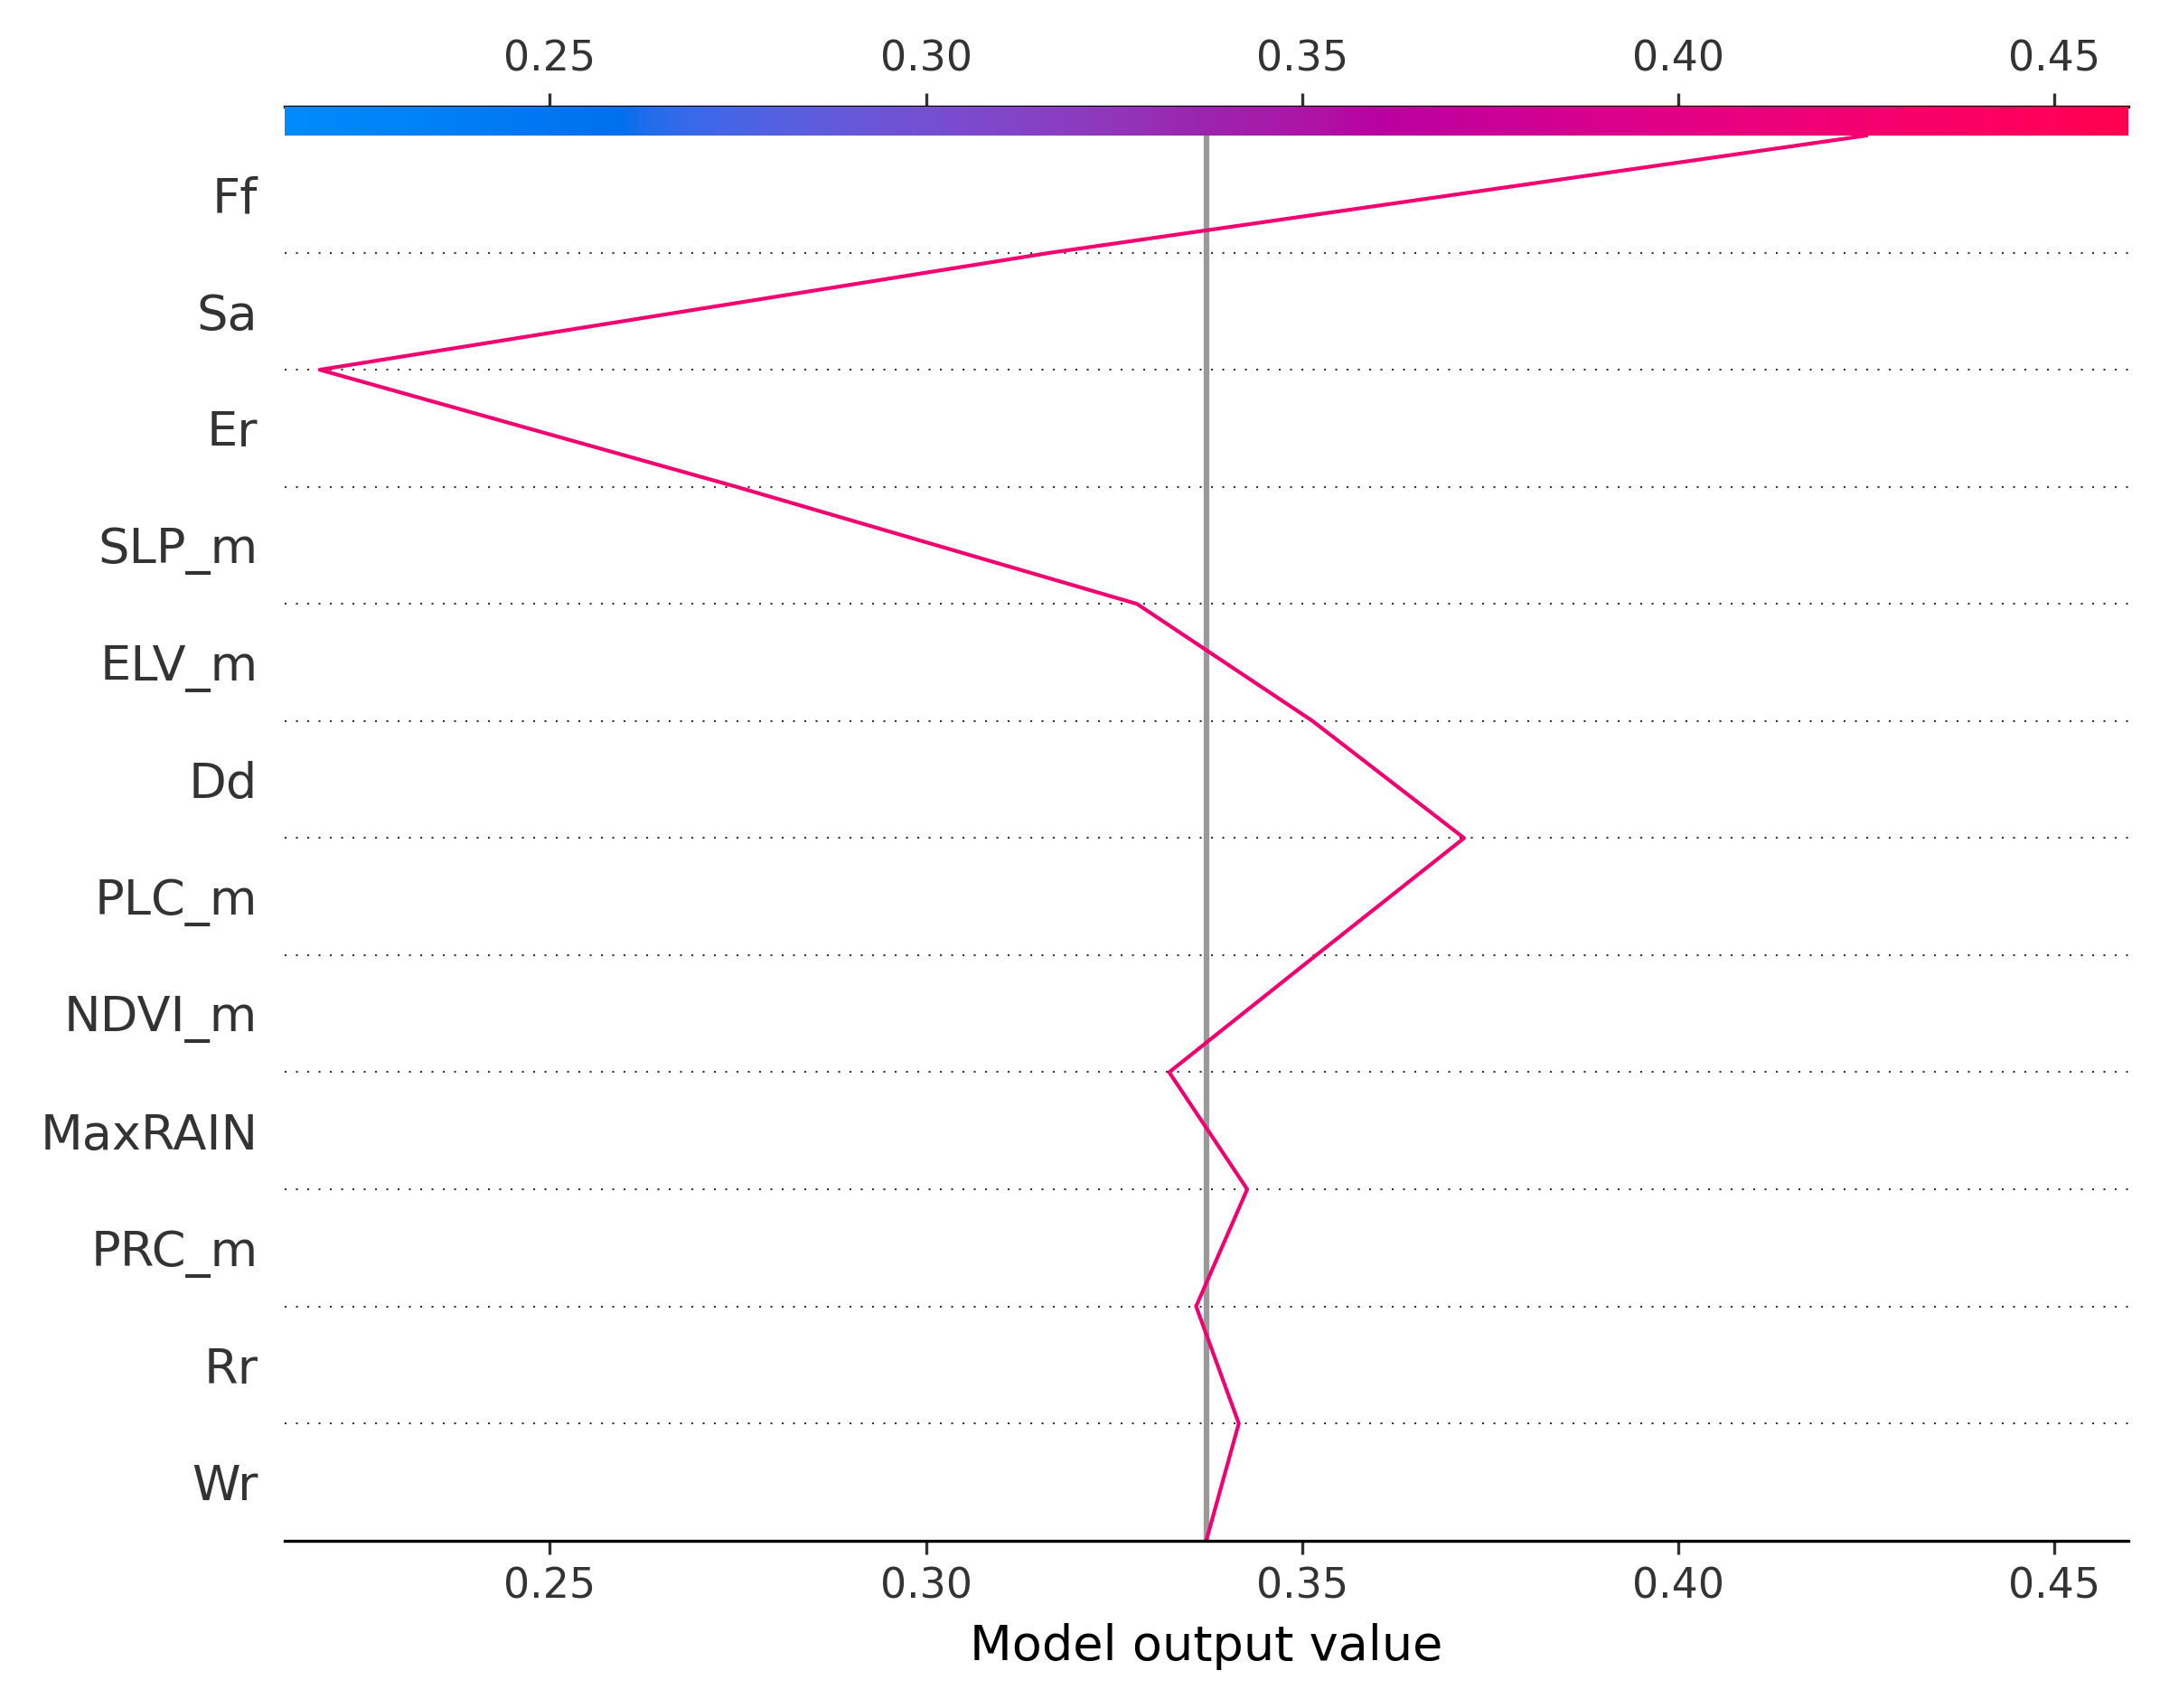 0.25 0.30 0.35 0.40 0.45
Ff
Sa
Er
SLP_m
ELV_m
Dd
PLC_m
NDVI_m
MaxRAIN
PRC_m
Rr
Wr
0.25 0.30 0.35 0.40 0.45
Model output value